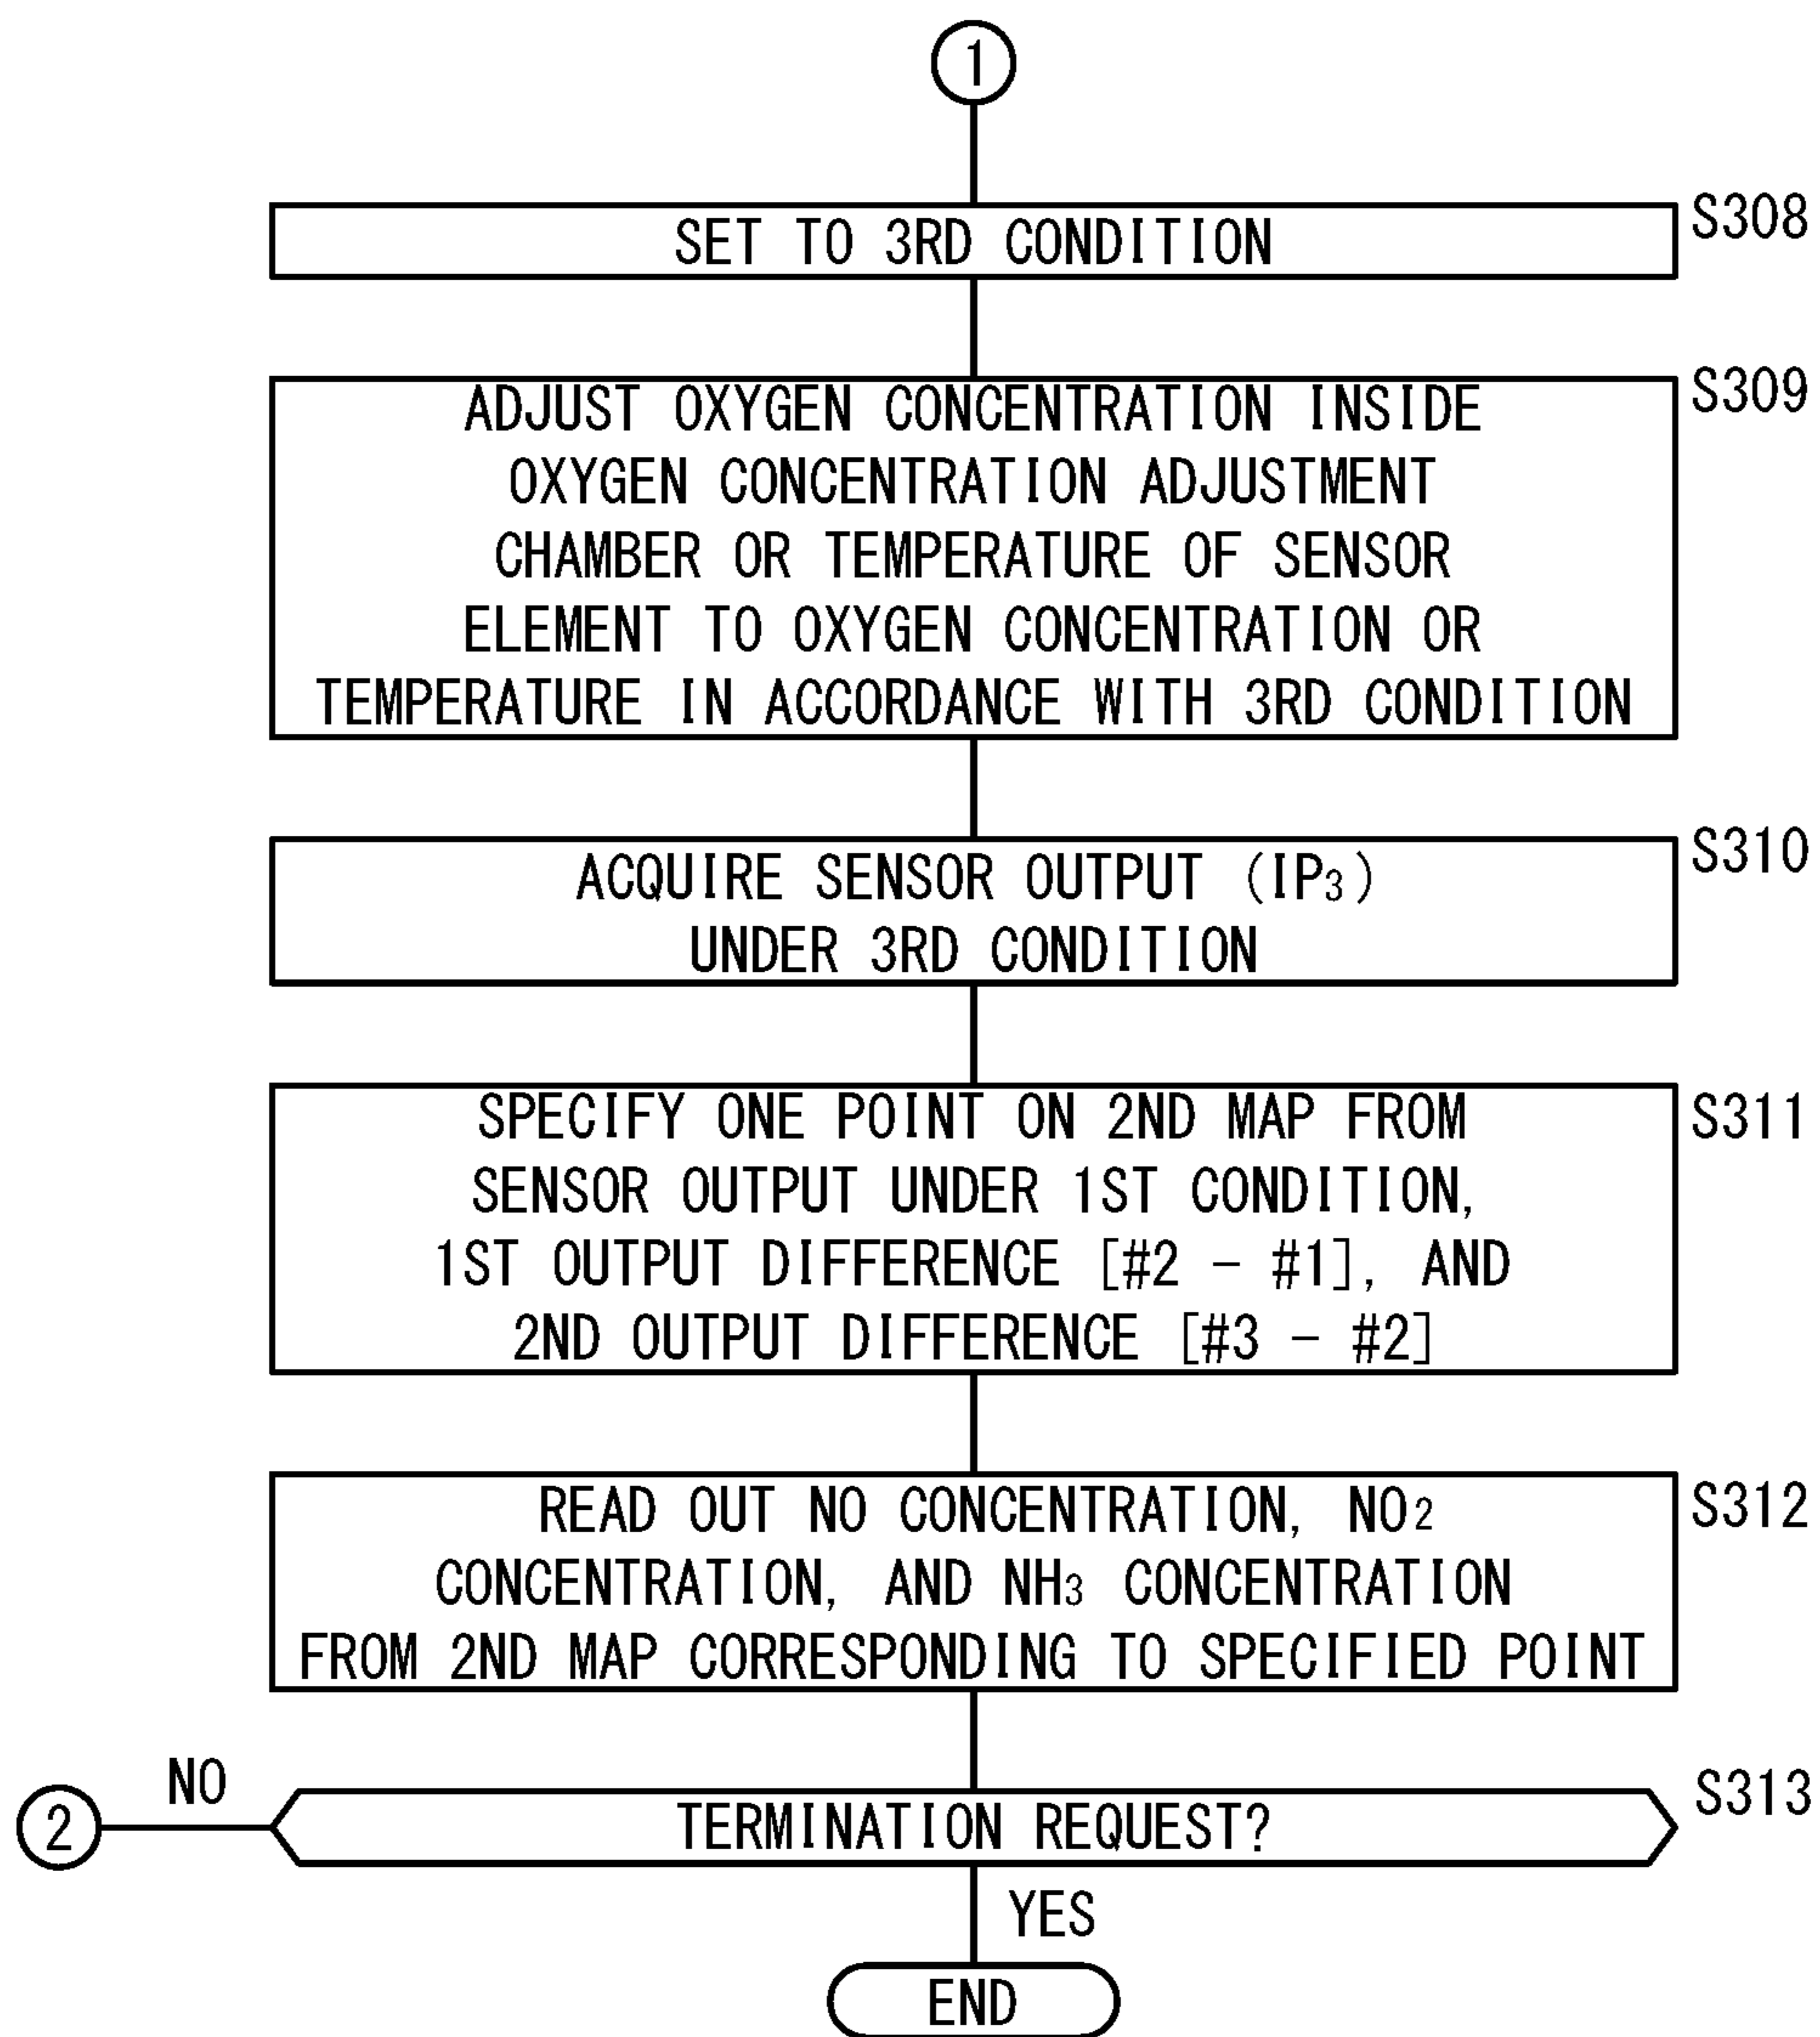 1
SET TO 3RD CONDITION
S308
ADJUST OXYGEN CONCENTRATION INSIDE
OXYGEN CONCENTRATION ADJUSTMENT
CHAMBER OR TEMPERATURE OF SENSOR
ELEMENT TO OXYGEN CONCENTRATION OR
TEMPERATURE IN ACCORDANCE WITH 3RD CONDITION
S309
ACQUIRE SENSOR OUTPUT (IP₃)
UNDER 3RD CONDITION
S310
SPECIFY ONE POINT ON 2ND MAP FROM
SENSOR OUTPUT UNDER 1ST CONDITION,
1ST OUTPUT DIFFERENCE [#2 − #1], AND
2ND OUTPUT DIFFERENCE [#3 − #2]
S311
READ OUT NO CONCENTRATION, NO₂
CONCENTRATION, AND NH₃ CONCENTRATION
FROM 2ND MAP CORRESPONDING TO SPECIFIED POINT
S312
TERMINATION REQUEST?
S313
NO
2
YES
END